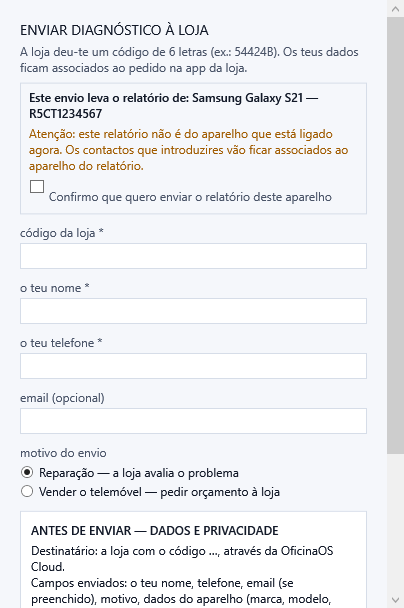 ENVIAR DIAGNÓSTICO À LOJA
A loja deu-te um código de 6 letras (ex.: 54424B). Os teus dados
ficam associados ao pedido na app da loja.
Este envio leva o relatório de: Samsung Galaxy S21 —
R5CT1234567
Atenção: este relatório não é do aparelho que está ligado
agora. Os contactos que introduzires vão ficar associados ao
aparelho do relatório.
Confirmo que quero enviar o relatório deste aparelho
código da loja *
o teu nome *
o teu telefone *
email (opcional)
motivo do envio
Reparação — a loja avalia o problema
Vender o telemóvel — pedir orçamento à loja
ANTES DE ENVIAR — DADOS E PRIVACIDADE
Destinatário: a loja com o código ..., através da OficinaOS
Cloud.
Campos enviados: o teu nome, telefone, email (se
preenchido), motivo, dados do aparelho (marca, modelo,